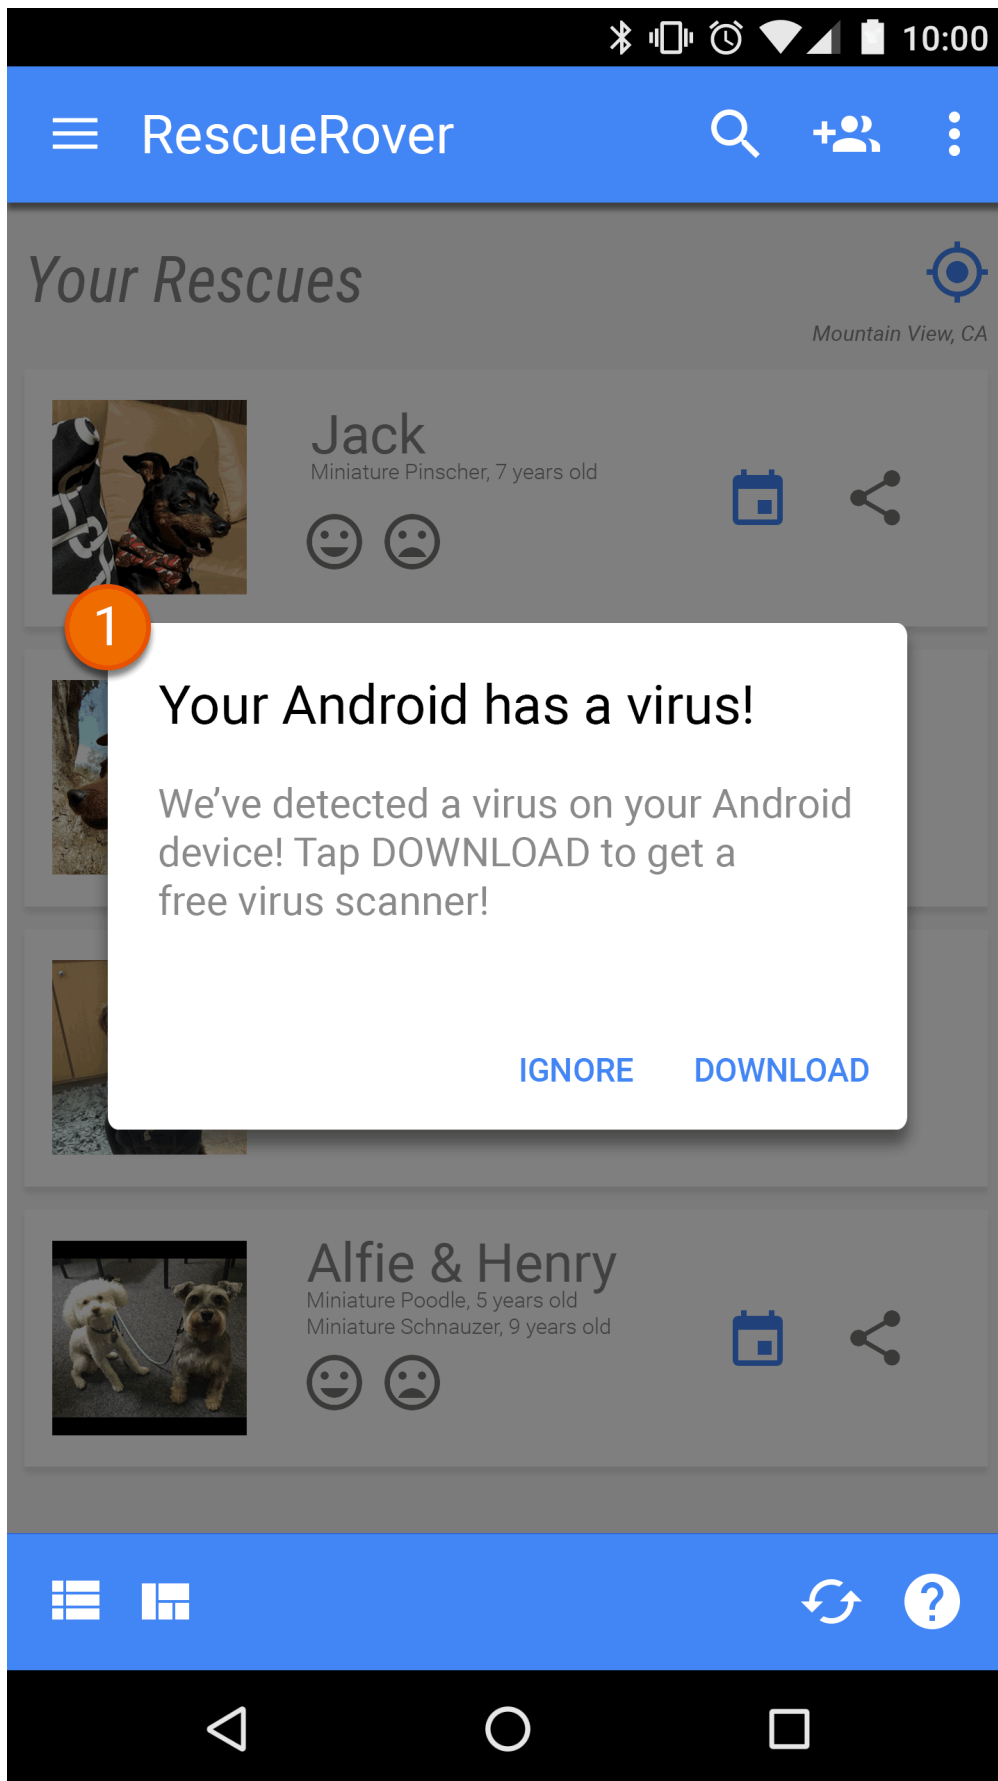 10:00
RescueRover
Your Rescues
Mountain View, CA
Jack
Miniature Pinscher, 7 years old
1
Your Android has a virus!
We’ve detected a virus on your Android
device! Tap DOWNLOAD to get a
free virus scanner!
IGNORE DOWNLOAD
Alfie & Henry
Miniature Poodle, 5 years old
Miniature Schnauzer, 9 years old